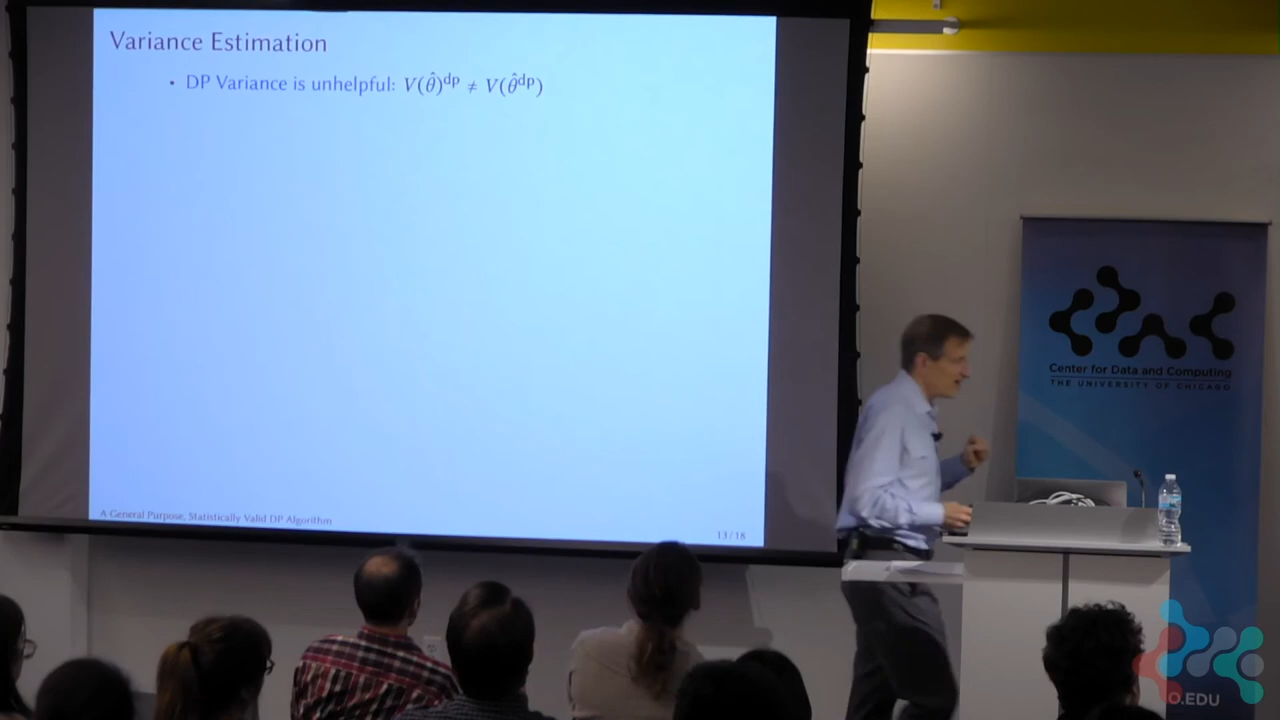 Variance Estimation
• DP Variance is unhelpful: V(θ̂)ᵈᵖ ≠ V(θ̂ᵈᵖ)
A General Purpose, Statistically Valid DP Algorithm
13/18
Center for Data and Computing
THE UNIVERSITY OF CHICAGO
O.EDU